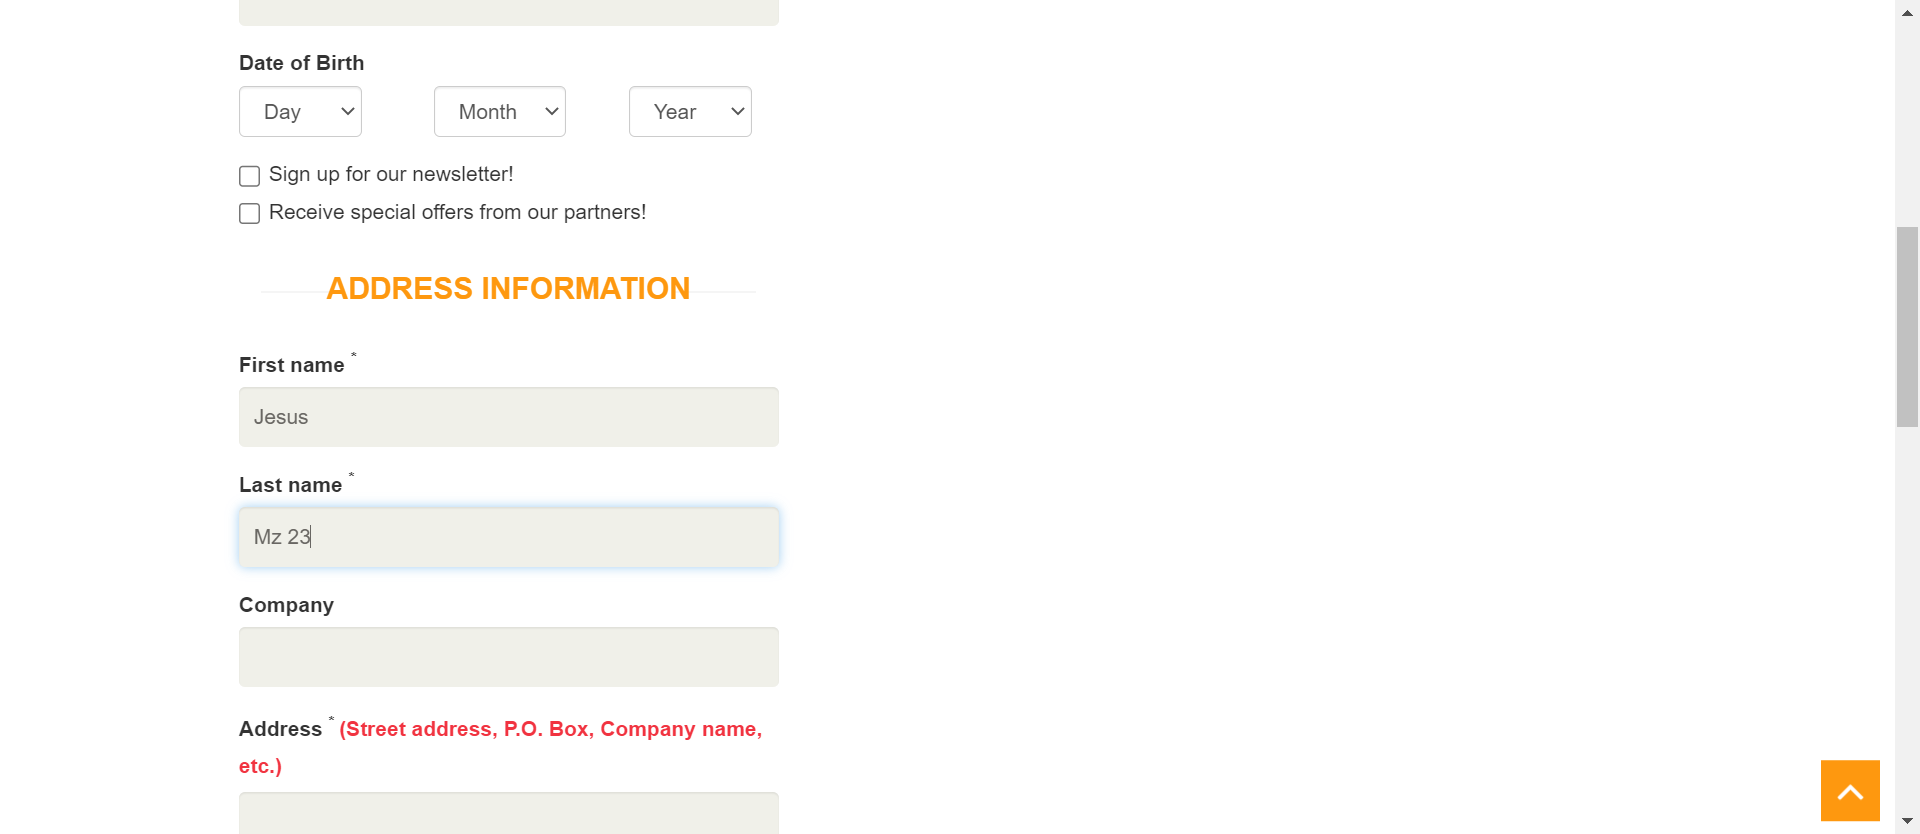 Date of Birth
Day Month Year
Sign up for our newsletter!
Receive special offers from our partners!
ADDRESS INFORMATION
First name *
Jesus
Last name *
Mz 23
Company
Address * (Street address, P.O. Box, Company name,
etc.)